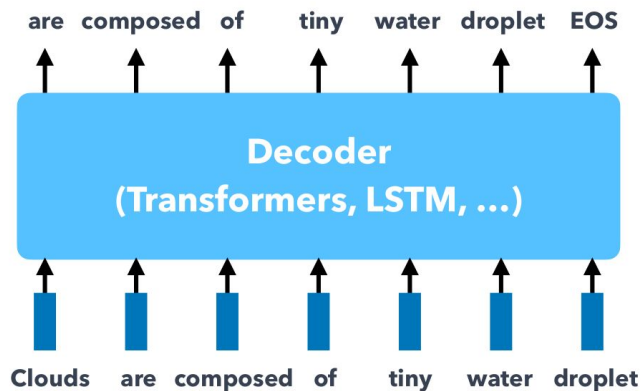 are composed of tiny water droplet EOS
Decoder
(Transformers, LSTM, ...)
Clouds are composed of tiny water droplet